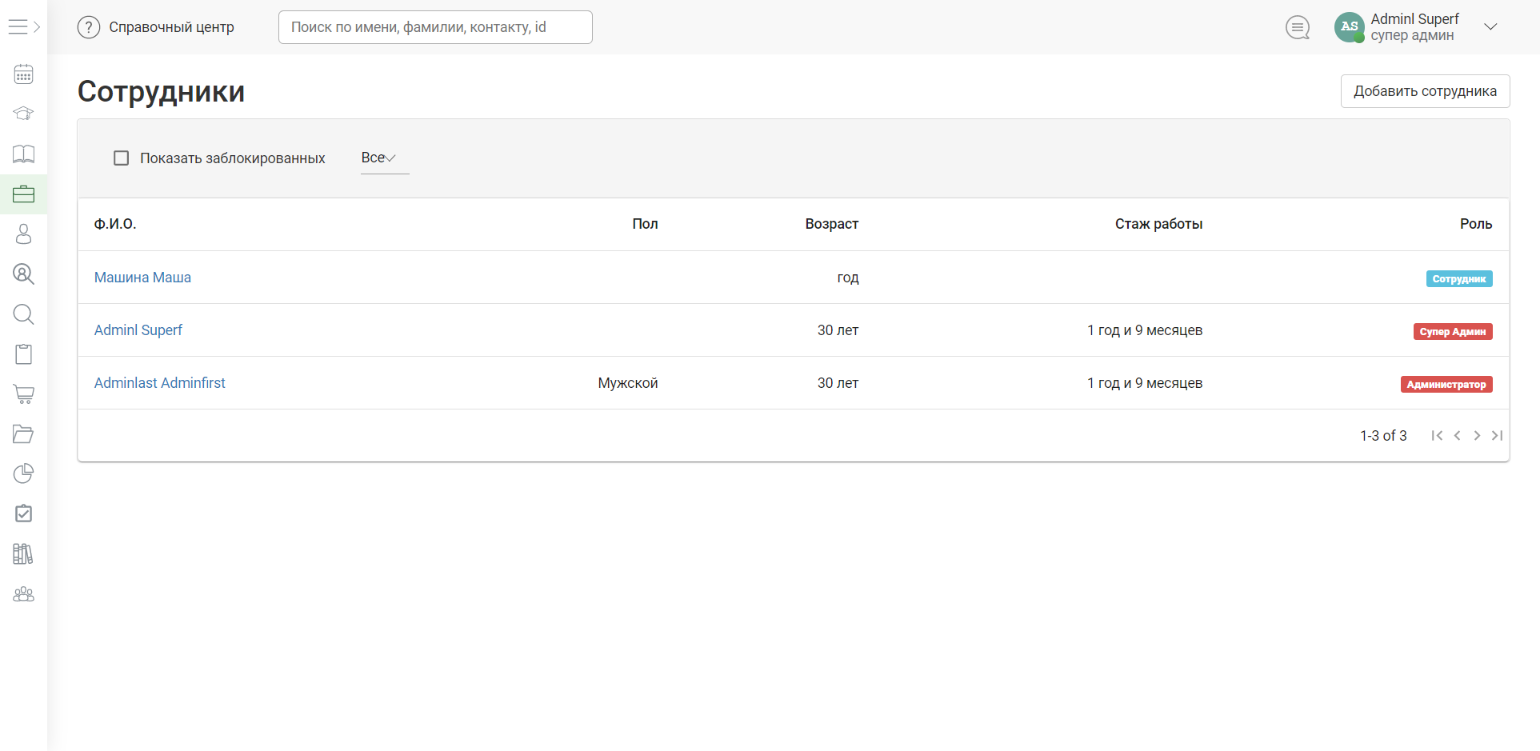 ? Справочный центр Поиск по имени, фамилии, контакту, id AS Adminl Superf
супер админ
Сотрудники Добавить сотрудника
Показать заблокированных Все
Ф.И.О. Пол Возраст Стаж работы Роль
Машина Маша год Сотрудник
Adminl Superf 30 лет 1 год и 9 месяцев Супер Админ
Adminlast Adminfirst Мужской 30 лет 1 год и 9 месяцев Администратор
1-3 of 3